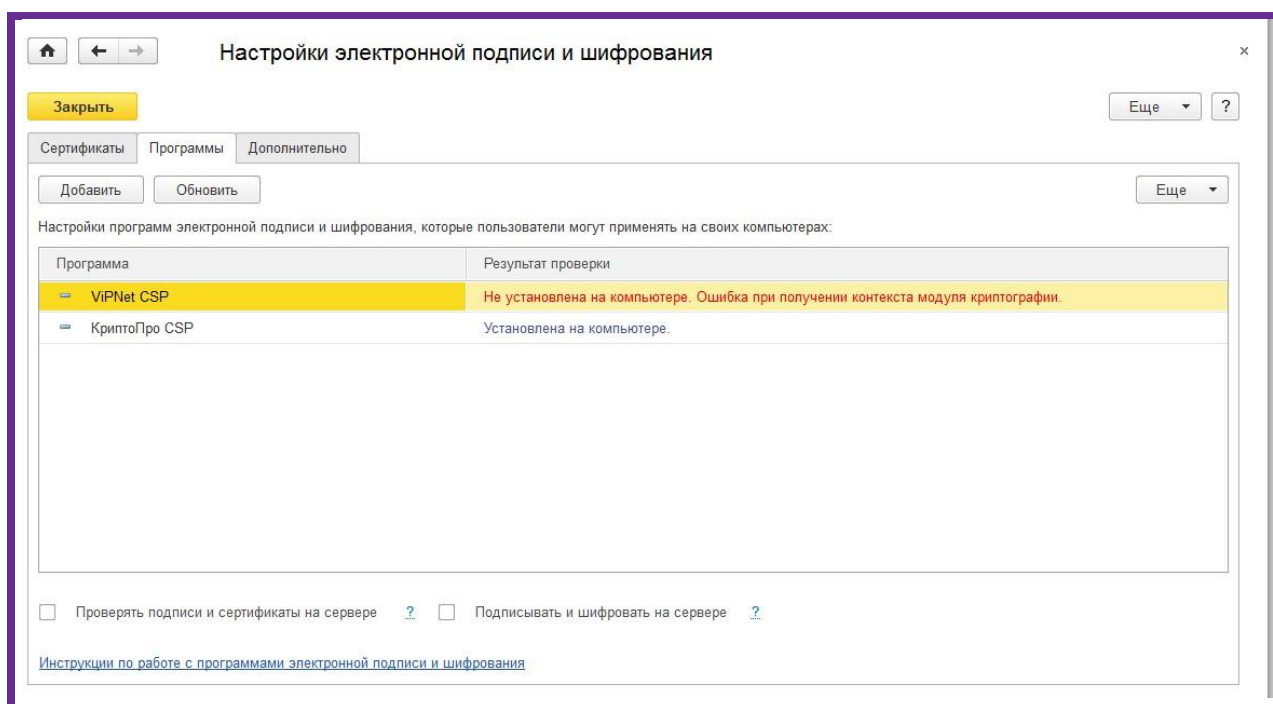 Настройки электронной подписи и шифрования
Закрыть
Еще
?
Сертификаты Программы Дополнительно
Добавить Обновить
Еще
Настройки программ электронной подписи и шифрования, которые пользователи могут применять на своих компьютерах:
Программа Результат проверки
ViPNet CSP Не установлена на компьютере. Ошибка при получении контекста модуля криптографии.
КриптоПро CSP Установлена на компьютере.
Проверять подписи и сертификаты на сервере ? Подписывать и шифровать на сервере ?
Инструкции по работе с программами электронной подписи и шифрования